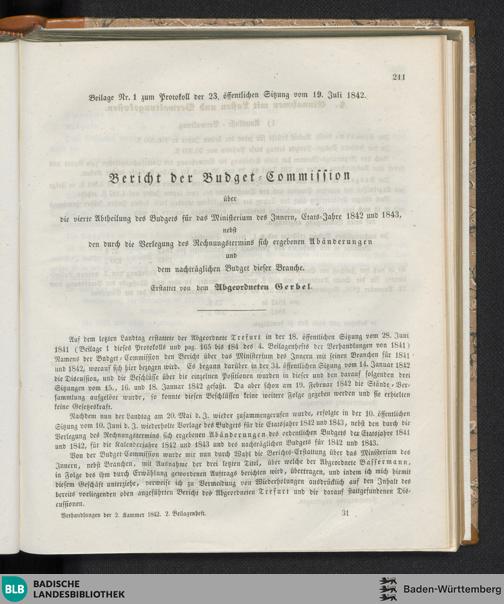 211
Beilage Nr. 1 zum Protokoll der 23. öffentlichen Sitzung vom 19. Juli 1842.
Bericht der Budget-Commission
über
die vierte Abtheilung des Budgets für das Ministerium des Innern, Etats-Jahre 1842 und 1843,
nebst
den durch die Verlegung des Rechnungstermins sich ergebenen Abänderungen
und
dem nachträglichen Budget dieser Branche.
Erstattet von dem Abgeordneten Gerbel.
Auf dem letzten Landtag erstattete der Abgeordnete Trefurt in der 18. öffentlichen Sitzung vom 28. Juni
1841 (Beilage 1 dieses Protokolls und pag. 165 bis 184 des 4. Beilagenhefts der Verhandlungen von 1841)
Namens der Budget-Commission den Bericht über das Ministerium des Innern mit seinen Branchen für 1841
und 1842, worauf sich hier bezogen wird. Es begann darüber in der 34. öffentlichen Sitzung vom 14. Januar 1842
die Discussion, und die Beschlüsse über die einzelnen Positionen wurden in dieser und den darauf folgenden drei
Sitzungen vom 15., 16. und 18. Januar 1842 gefaßt. Da aber schon am 19. Februar 1842 die Stände-Ver-
sammlung aufgelöst wurde, so konnte diesen Beschlüssen keine weitere Folge gegeben werden und sie erhielten
keine Gesetzeskraft.
Nachdem nun der Landtag am 20. Mai d. J. wieder zusammengerufen wurde, erfolgte in der 10. öffentlichen
Sitzung vom 10. Juni d. J. wiederholte Vorlage des Budgets für die Etatsjahre 1842 und 1843, nebst den durch die
Verlegung des Rechnungstermins sich ergebenen Abänderungen des ordentlichen Budgets der Etatsjahre 1841
und 1842, für die Kalenderjahre 1842 und 1843 und des nachträglichen Budgets für 1842 und 1843.
Von der Budget-Commission wurde mir nun durch Wahl die Berichts-Erstattung über das Ministerium des
Innern, nebst Branchen, mit Ausnahme der drei letzten Titel, über welche der Abgeordnete Bassermann,
in Folge des ihm durch Erwählung gewordenen Auftrags berichten wird, übertragen, und indem ich mich hiemit
diesem Geschäft unterziehe, verweise ich zu Vermeidung von Wiederholungen ausdrücklich auf den Inhalt des
bereits vorliegenden oben angeführten Bericht des Abgeordneten Trefurt und die darauf stattgefundenen Dis-
cussionen.
Verhandlungen der 2. Kammer 1842. 2. Beilagenheft.
31
BLB BADISCHE
LANDESBIBLIOTHEK
Baden-Württemberg